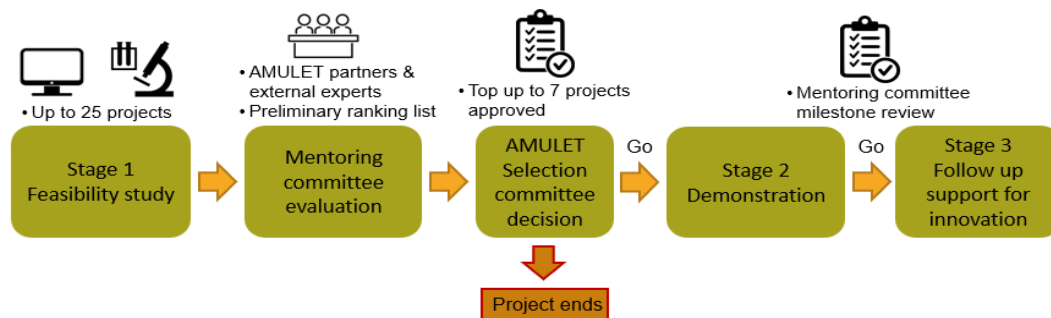 • Up to 25 projects
Stage 1
Feasibility study
• AMULET partners &
external experts
• Preliminary ranking list
Mentoring
committee
evaluation
• Top up to 7 projects
approved
AMULET
Selection
committee
decision
Project ends
Go
Stage 2
Demonstration
• Mentoring committee
milestone review
Go
Stage 3
Follow up
support for
innovation